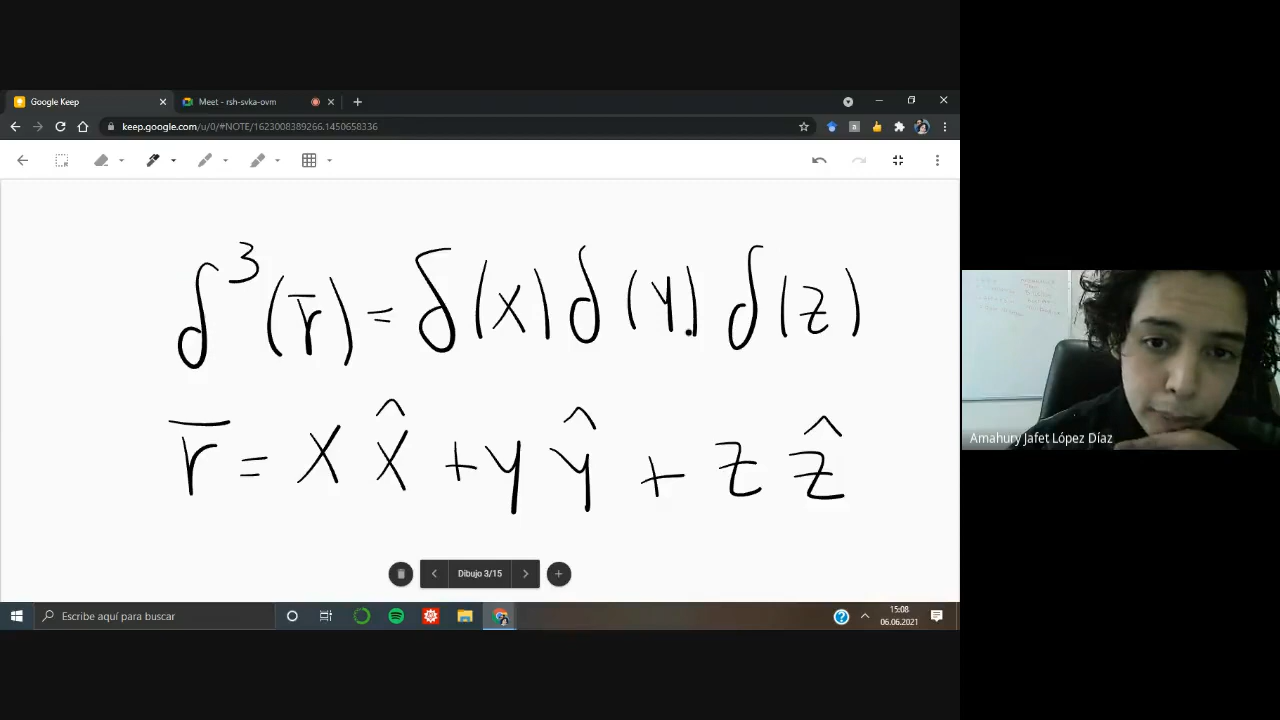 Google Keep
Meet - rsh-svka-ovm
keep.google.com/u/0/#NOTE/1623008389266.1450658336
δ³(r̅) = δ(x) δ(y) δ(z)
r̅ = x x̂ + y ŷ + z ẑ
Amahury Jafet López Díaz
Dibujo 3/15
Escribe aquí para buscar
15:08
06.06.2021